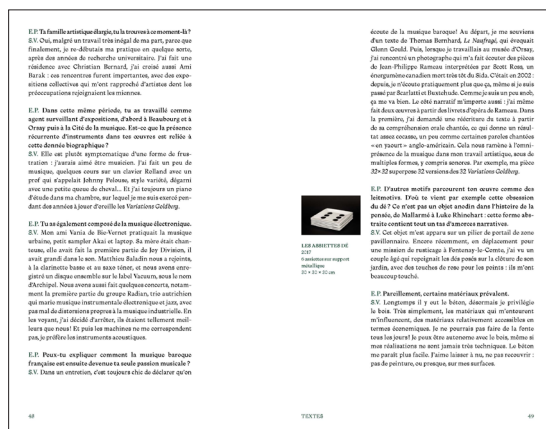 E.P. Ta famille artistique élargie, tu la trouves à ce moment-là ?
S.V. Oui, malgré un travail très inégal de ma part, parce que
finalement, je re-débutais ma pratique en quelque sorte,
après des années de recherche universitaire. J'ai fait une
résidence avec Christian Bernard, j'ai croisé aussi Ami
Barak : ces rencontres furent importantes, avec des expo-
sitions collectives qui m'ont rapproché d'artistes dont les
préoccupations rejoignaient les miennes.
E.P. Dans cette même période, tu as travaillé comme
agent surveillant d'expositions, d'abord à Beaubourg et à
Orsay puis à la Cité de la musique. Est-ce que la présence
récurrente d'instruments dans tes œuvres est reliée à
cette donnée biographique ?
S.V. Elle est plutôt symptomatique d'une forme de frus-
tration : j'aurais aimé être musicien. J'ai fait un peu de
musique, quelques cours sur un clavier Rolland avec un
prof qui s'appelait Johnny Pelouse, style variété, dégarni
avec une petite queue de cheval... Et j'ai toujours un piano
d'étude dans ma chambre, sur lequel je me suis exercé pen-
dant des années à jouer d'oreille les Variations Goldberg.
E.P. Tu as également composé de la musique électronique.
S.V. Mon ami Vania de Bie-Vernet pratiquait la musique
urbaine, petit sampler Akai et laptop. Sa mère était chan-
teuse, elle avait fait la première partie de Joy Division, il
avait grandi dans le son. Matthieu Baladin nous a rejoints,
à la clarinette basse et au saxo ténor, et nous avons enre-
gistré un disque ensemble sur le label Vacuum, sous le nom
d'Archipel. Nous avons aussi fait quelques concerts, notam-
ment la première partie du groupe Radian, trio autrichien
qui marie musique instrumentale électronique et jazz, avec
pas mal de distorsions propres à la musique industrielle. En
les voyant, j'ai décidé d'arrêter, ils étaient tellement meil-
leurs que nous ! Et puis les machines ne me correspondent
pas, je préfère les instruments acoustiques.
E.P. Peux-tu expliquer comment la musique baroque
française est ensuite devenue ta seule passion musicale ?
S.V. Dans un entretien, c'est toujours chic de déclarer qu'on
48
écoute de la musique baroque ! Au départ, je me souviens
d'un texte de Thomas Bernhard, Le Naufragé, qui évoquait
Glenn Gould. Puis, lorsque je travaillais au musée d'Orsay,
j'ai rencontré un photographe qui m'a fait écouter des pièces
de Jean-Philippe Rameau interprétées par Scott Ross, un
énergumène canadien mort très tôt du Sida. C'était en 2002 :
depuis, je n'écoute pratiquement plus que ça, même si je suis
passé par Scarlatti et Buxtehude. Comme je suis un peu snob,
ça me va bien. Le côté narratif m'importe aussi : j'ai même
fait deux œuvres à partir des livrets d'opéra de Rameau. Dans
la première, j'ai demandé une réécriture du texte à partir
de sa compréhension orale chantée, ce qui donne un résul-
tat assez cocasse, un peu comme certaines paroles chantées
« en yaourt » anglo-américain. Cela nous ramène à l'omni-
présence de la musique dans mon travail artistique, sous de
multiples formes, y compris sonores. Par exemple, ma pièce
32×32 superpose 32 versions des 32 Variations Goldberg.
E.P. D'autres motifs parcourent ton œuvre comme des
leitmotive. D'où te vient par exemple cette obsession
du dé ? Ce n'est pas un objet anodin dans l'histoire de la
pensée, de Mallarmé à Luke Rhinehart : cette forme abs-
traite contient tout un tas d'amorces narratives.
S.V. Cet objet m'est apparu sur un pilier de portail de zone
pavillonnaire. Encore récemment, en déplacement pour
une mission de rusticage à Fontenelle-le-Comte, j'ai vu un
couple âgé qui repeignait les dés posés sur la clôture de son
jardin, avec des touches de rose pour les points : ils m'ont
beaucoup touché.
E.P. Pareillement, certains matériaux prévalent.
S.V. Longtemps il y eut le béton, désormais je privilégie
le bois. Très simplement, les matériaux qui m'entourent
m'influencent, des matériaux relativement accessibles en
termes économiques. Je ne pourrais pas faire de la fonte
tous les jours ! Je peux être autonome avec le bois, même si
mes réalisations ne sont jamais très techniques. Le béton
me paraît plus facile. J'aime laisser à nu, ne pas recouvrir :
pas de peinture, ou presque, sur mes surfaces.
LES ASSIETTES DÉ
2017
6 assiettes sur support
métallique
20 × 20 × 20 cm
TEXTES
49